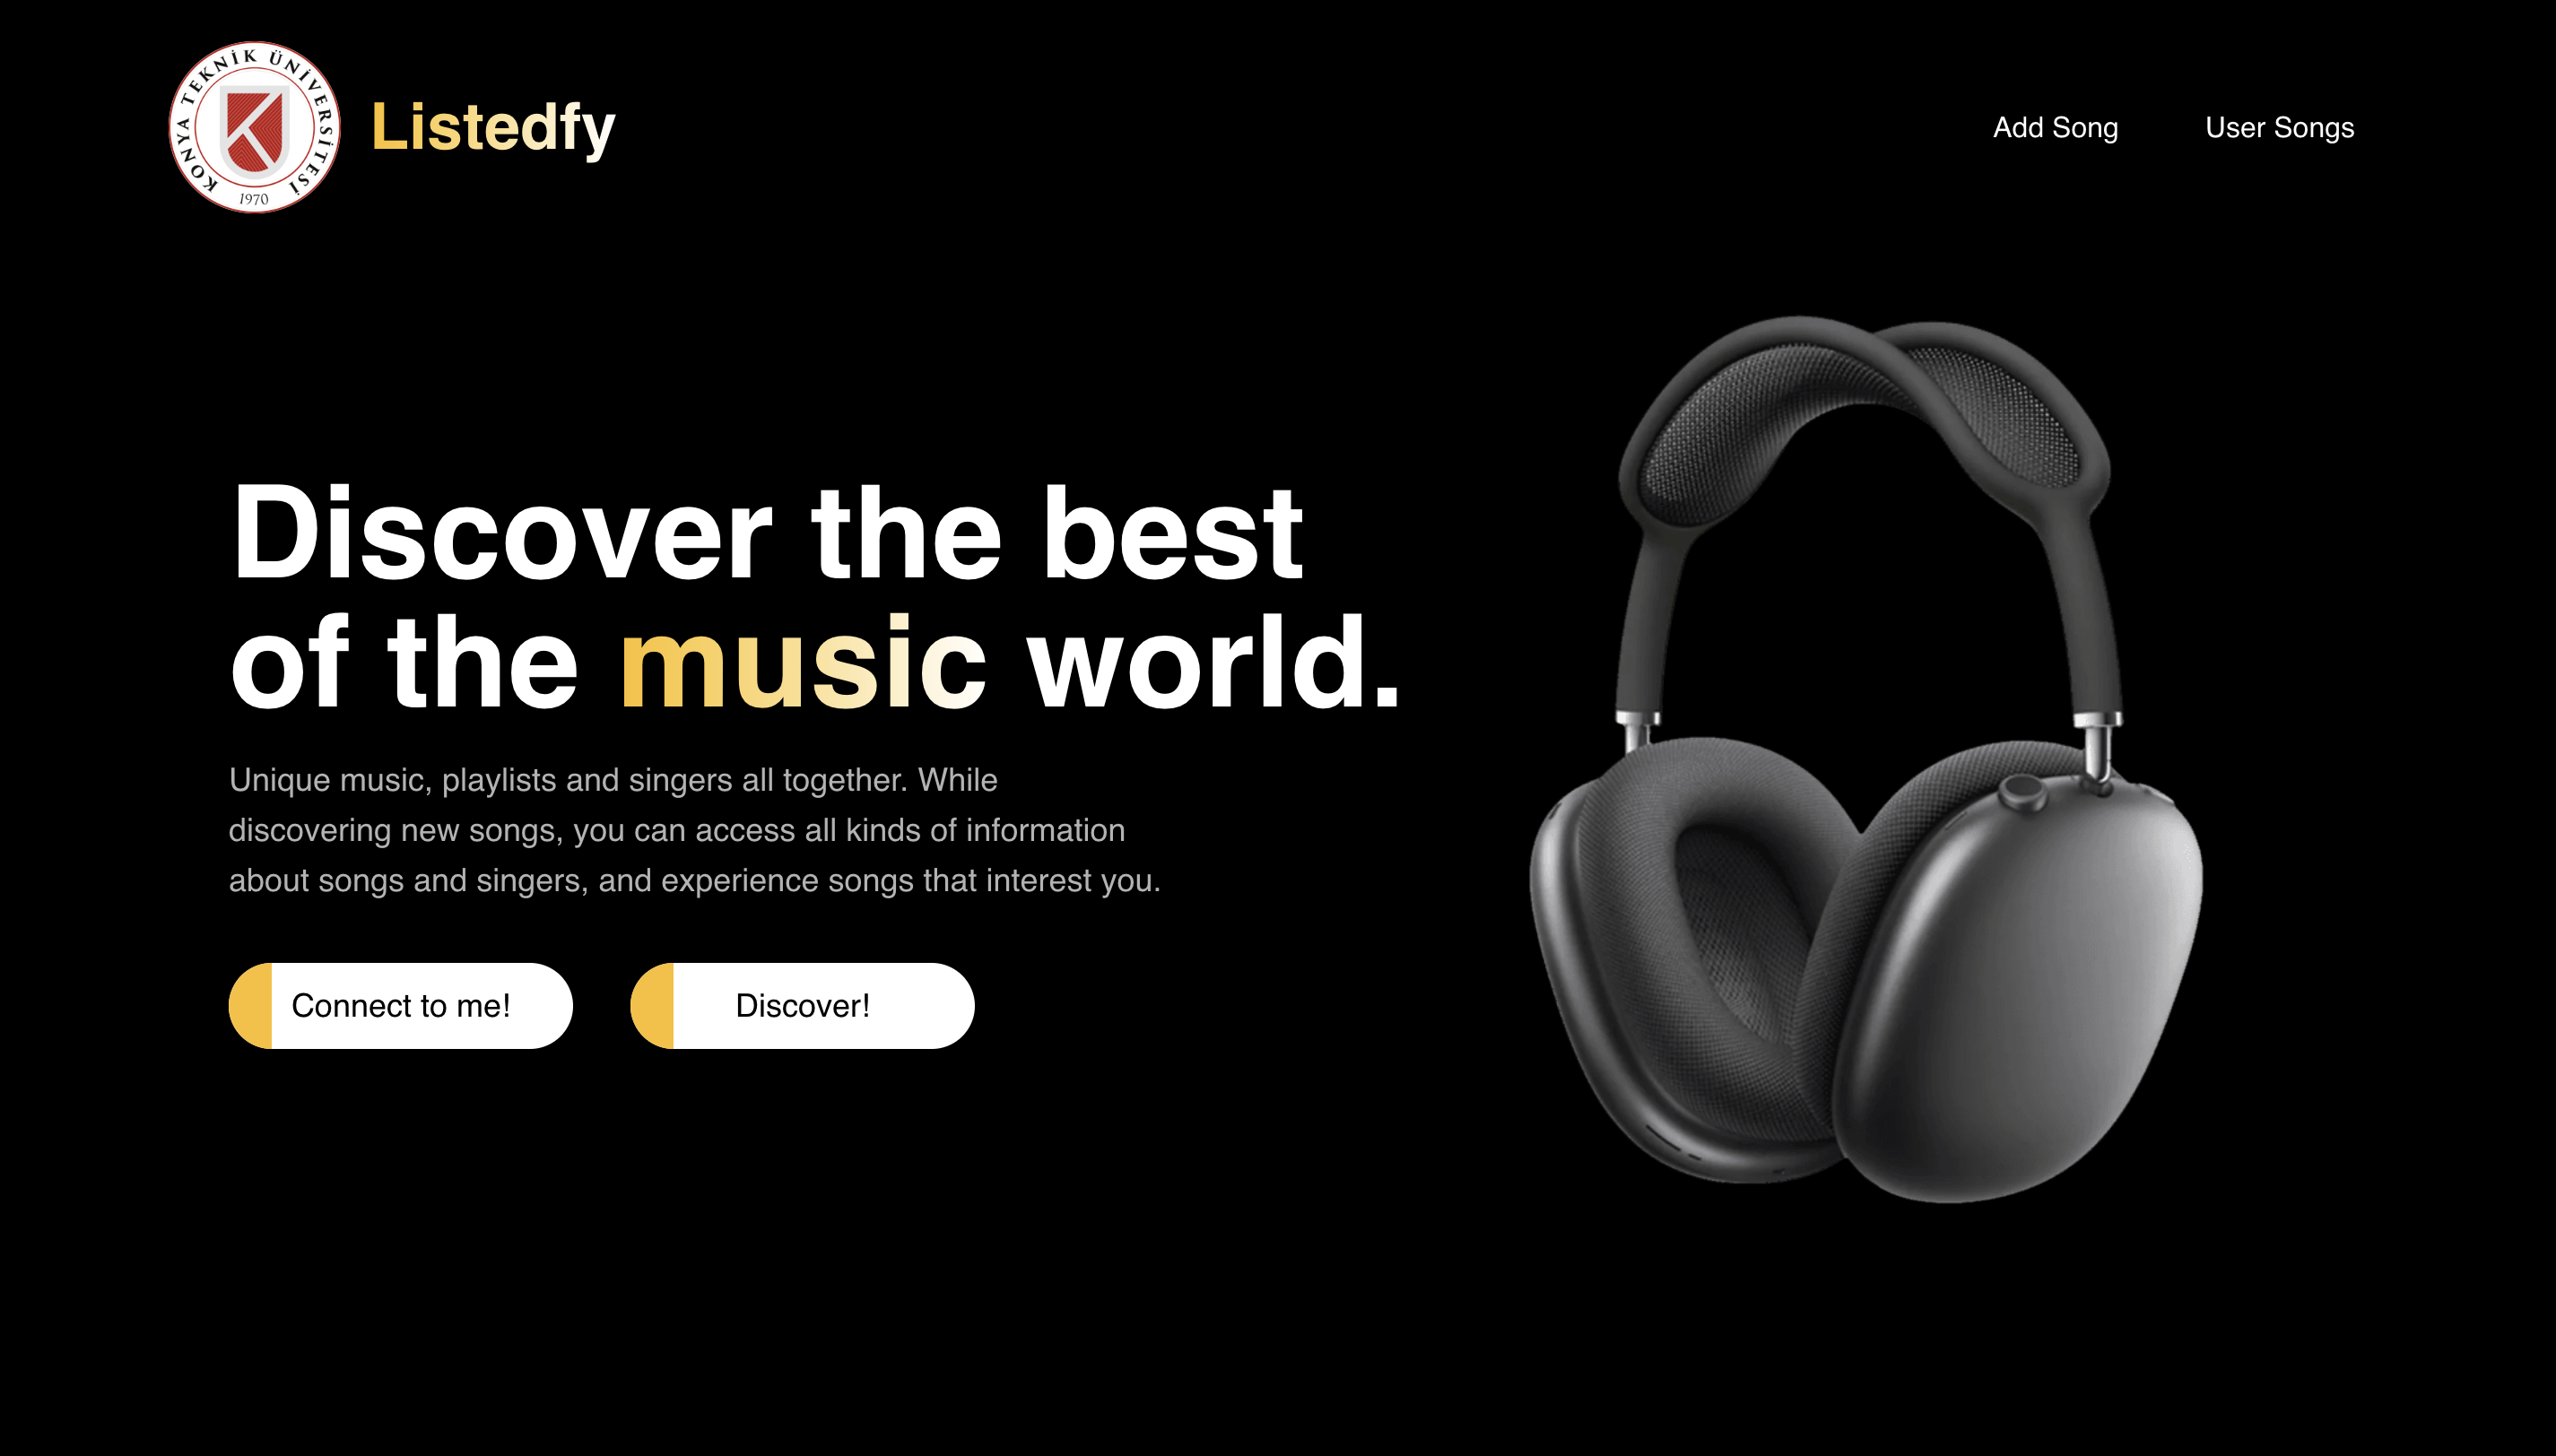 KONYA TEKNİK ÜNİVERSİTESİ
1970
Listedfy
Add Song
User Songs
Discover the best
of the music world.
Unique music, playlists and singers all together. While
discovering new songs, you can access all kinds of information
about songs and singers, and experience songs that interest you.
Connect to me!
Discover!